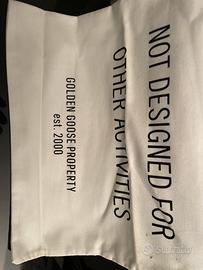 NOT DESIGNED FOR
OTHER ACTIVITIES
GOLDEN GOOSE PROPERTY
est. 2000